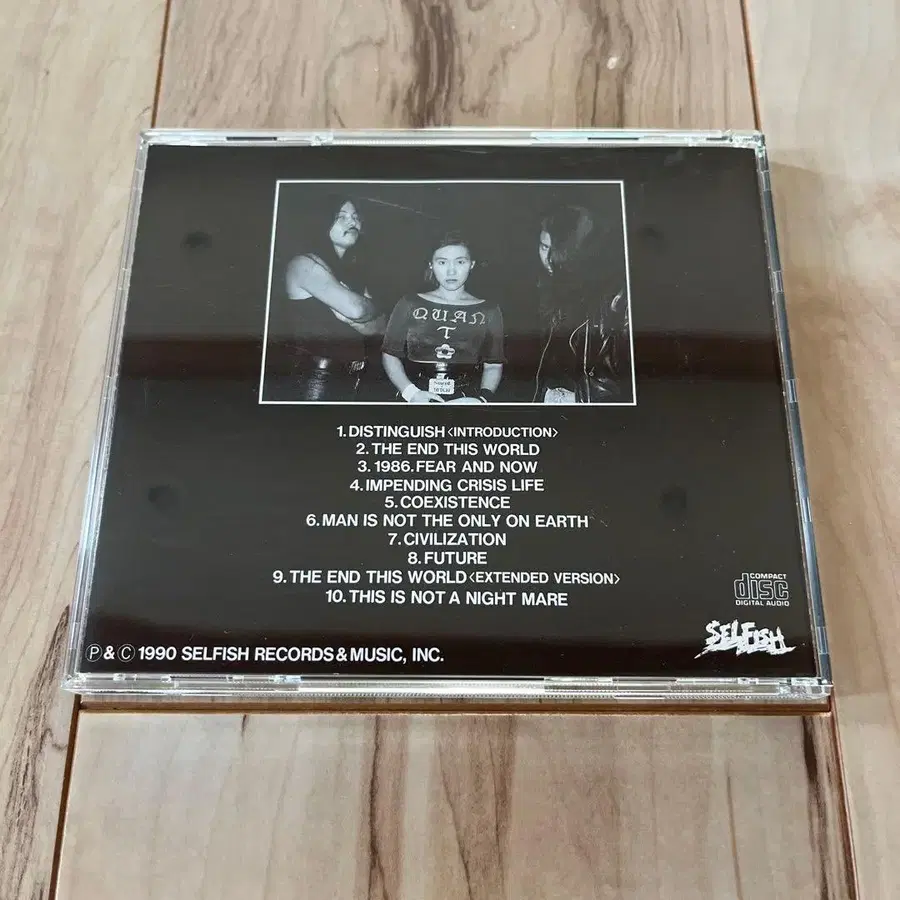 QUAN
T
1. DISTINGUISH <INTRODUCTION>
2. THE END THIS WORLD
3. 1986. FEAR AND NOW
4. IMPENDING CRISIS LIFE
5. COEXISTENCE
6. MAN IS NOT THE ONLY ON EARTH
7. CIVILIZATION
8. FUTURE
9. THE END THIS WORLD <EXTENDED VERSION>
10. THIS IS NOT A NIGHT MARE
COMPACT
disc
DIGITAL AUDIO
SELFISH
Ⓟ & Ⓒ 1990 SELFISH RECORDS & MUSIC, INC.